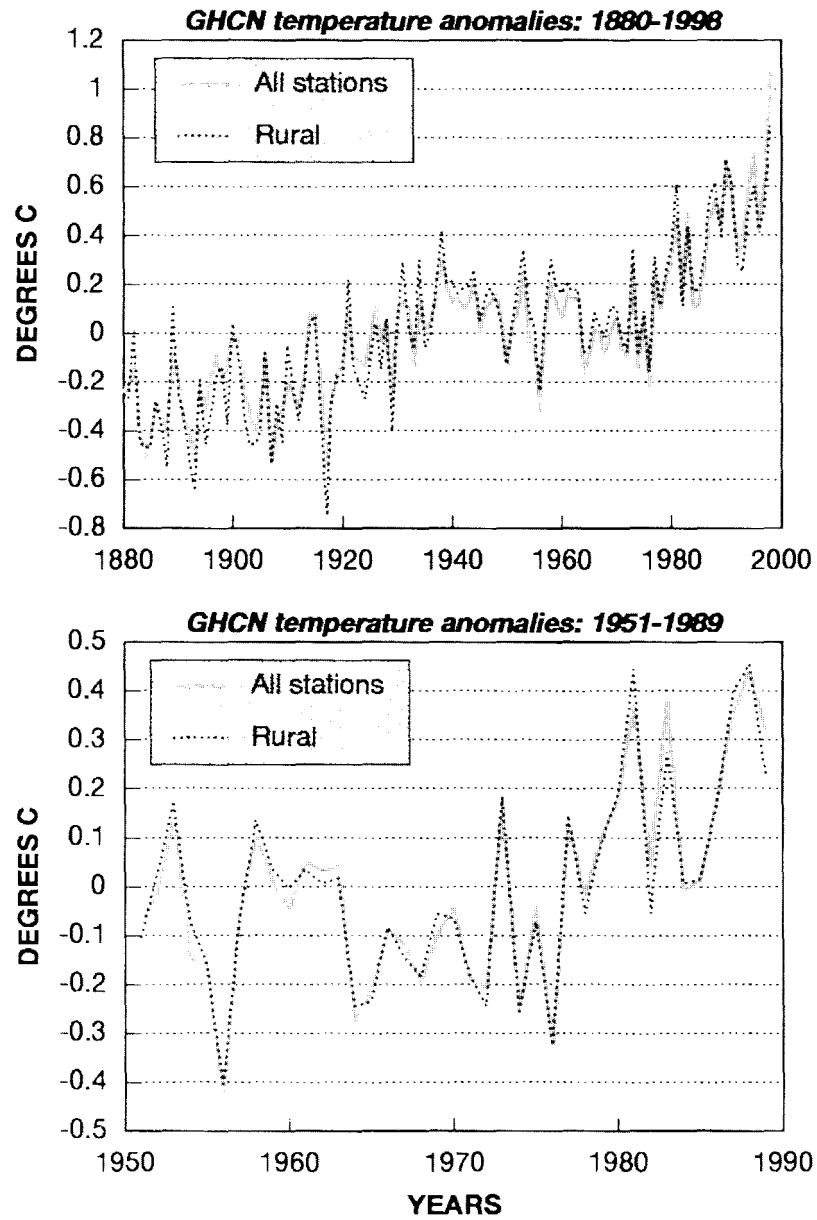 GHCN temperature anomalies: 1880-1998
1.2
1
0.8
0.6
0.4
0.2
0
-0.2
-0.4
-0.6
-0.8
DEGREES C
All stations
Rural
1880 1900 1920 1940 1960 1980 2000
GHCN temperature anomalies: 1951-1989
0.5
0.4
0.3
0.2
0.1
0
-0.1
-0.2
-0.3
-0.4
-0.5
DEGREES C
All stations
Rural
1950 1960 1970 1980 1990
YEARS